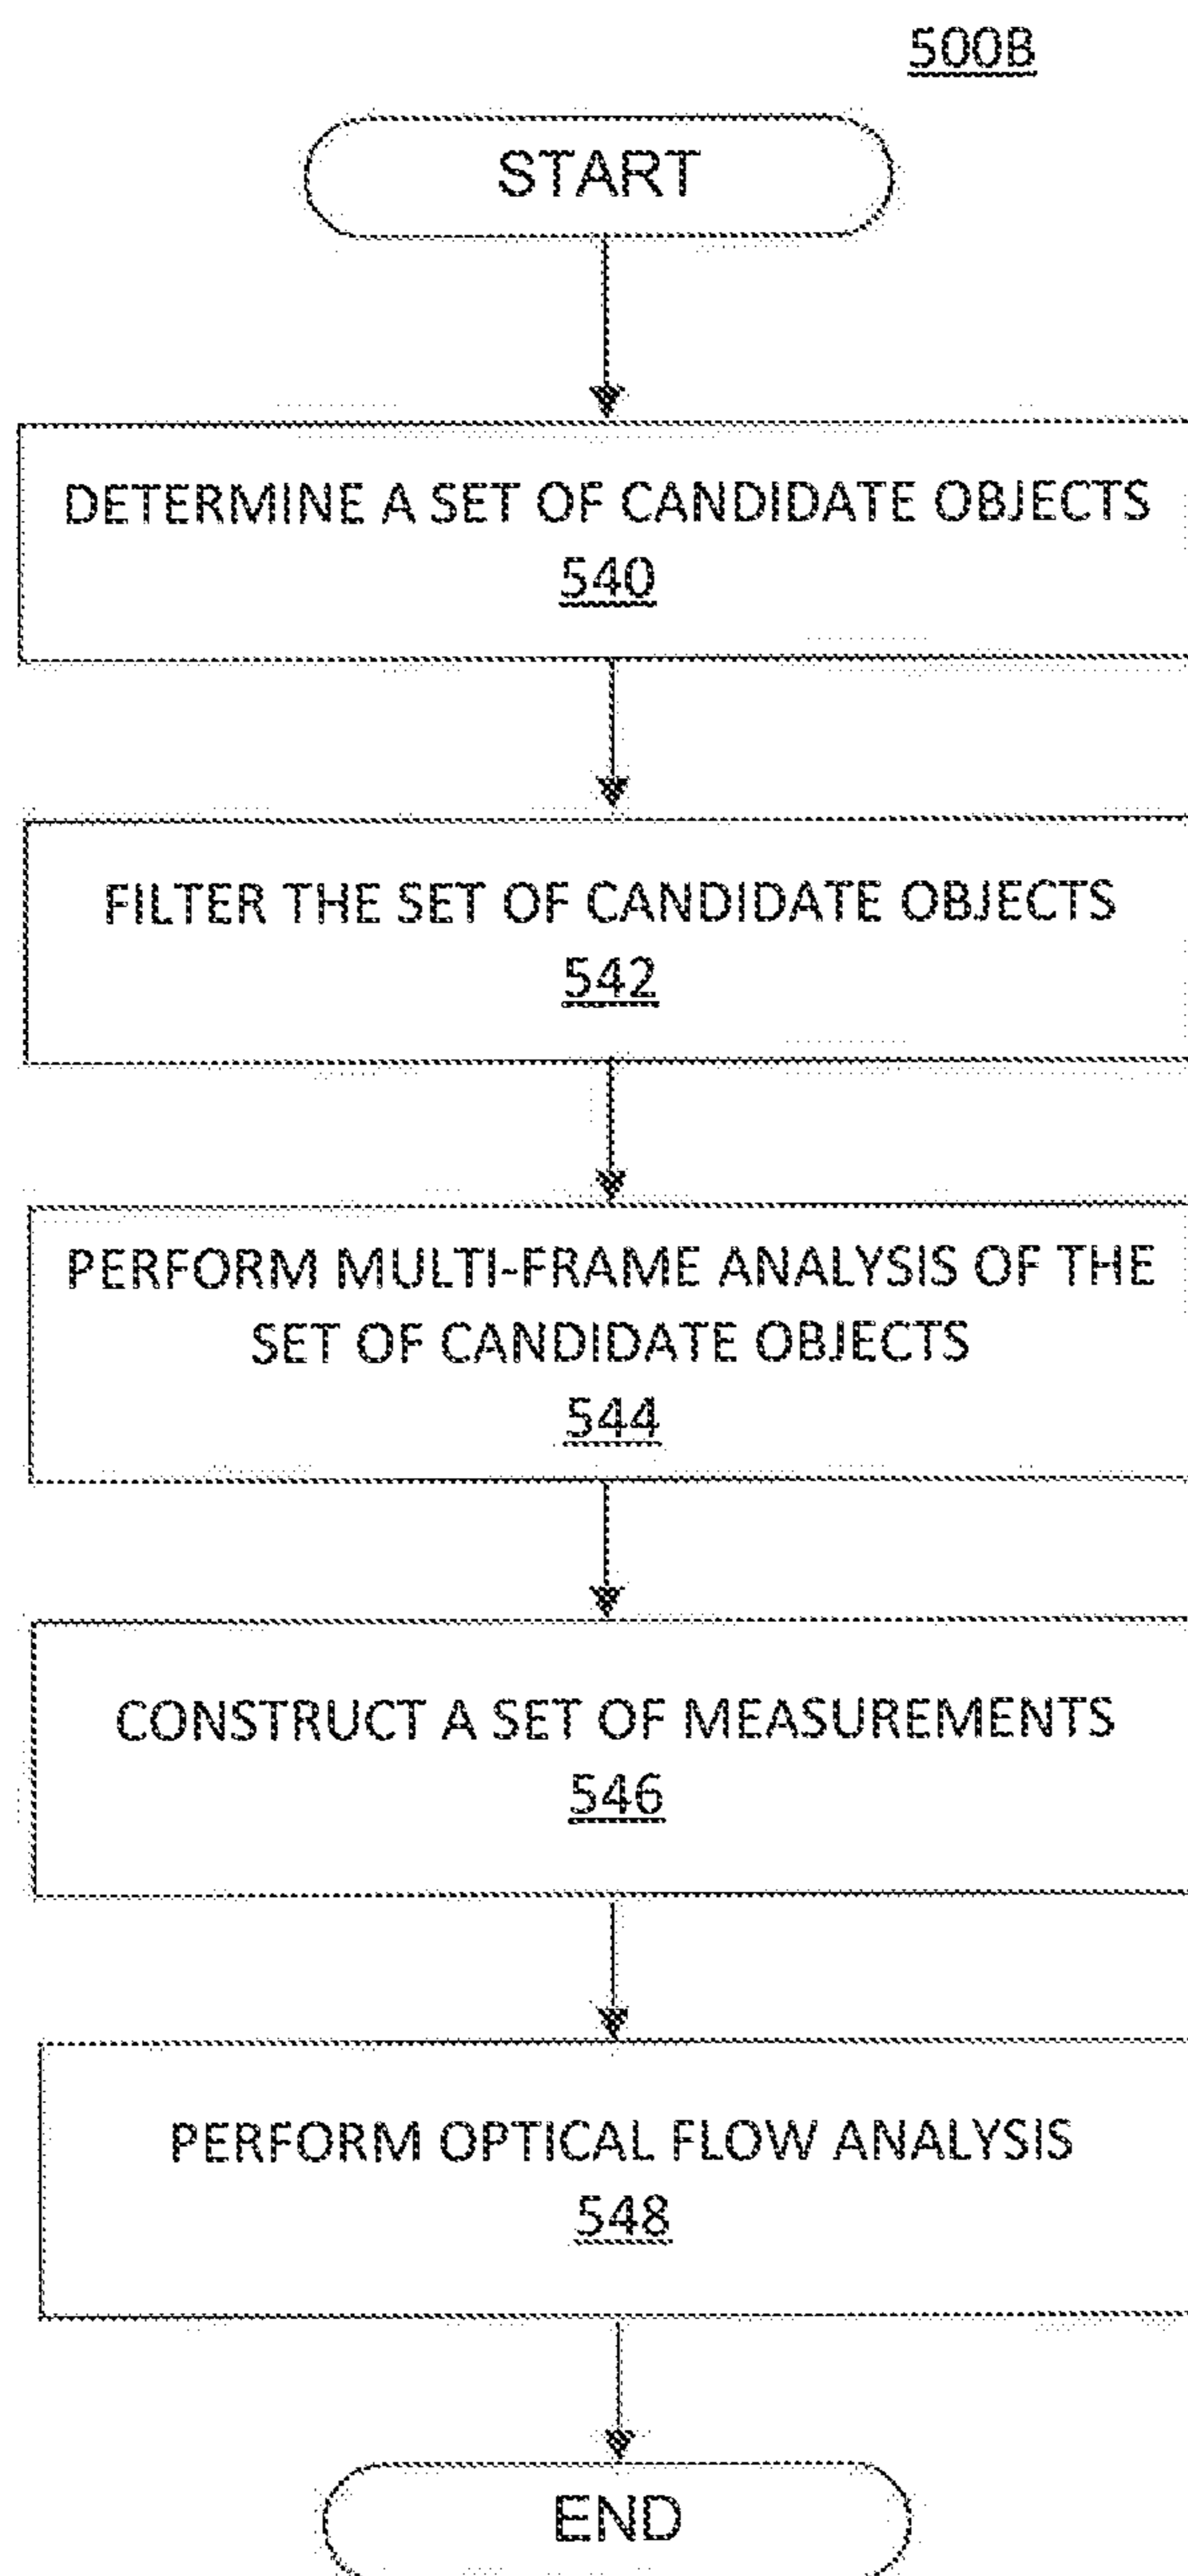 500B
START
DETERMINE A SET OF CANDIDATE OBJECTS
540
FILTER THE SET OF CANDIDATE OBJECTS
542
PERFORM MULTI-FRAME ANALYSIS OF THE
SET OF CANDIDATE OBJECTS
544
CONSTRUCT A SET OF MEASUREMENTS
546
PERFORM OPTICAL FLOW ANALYSIS
548
END